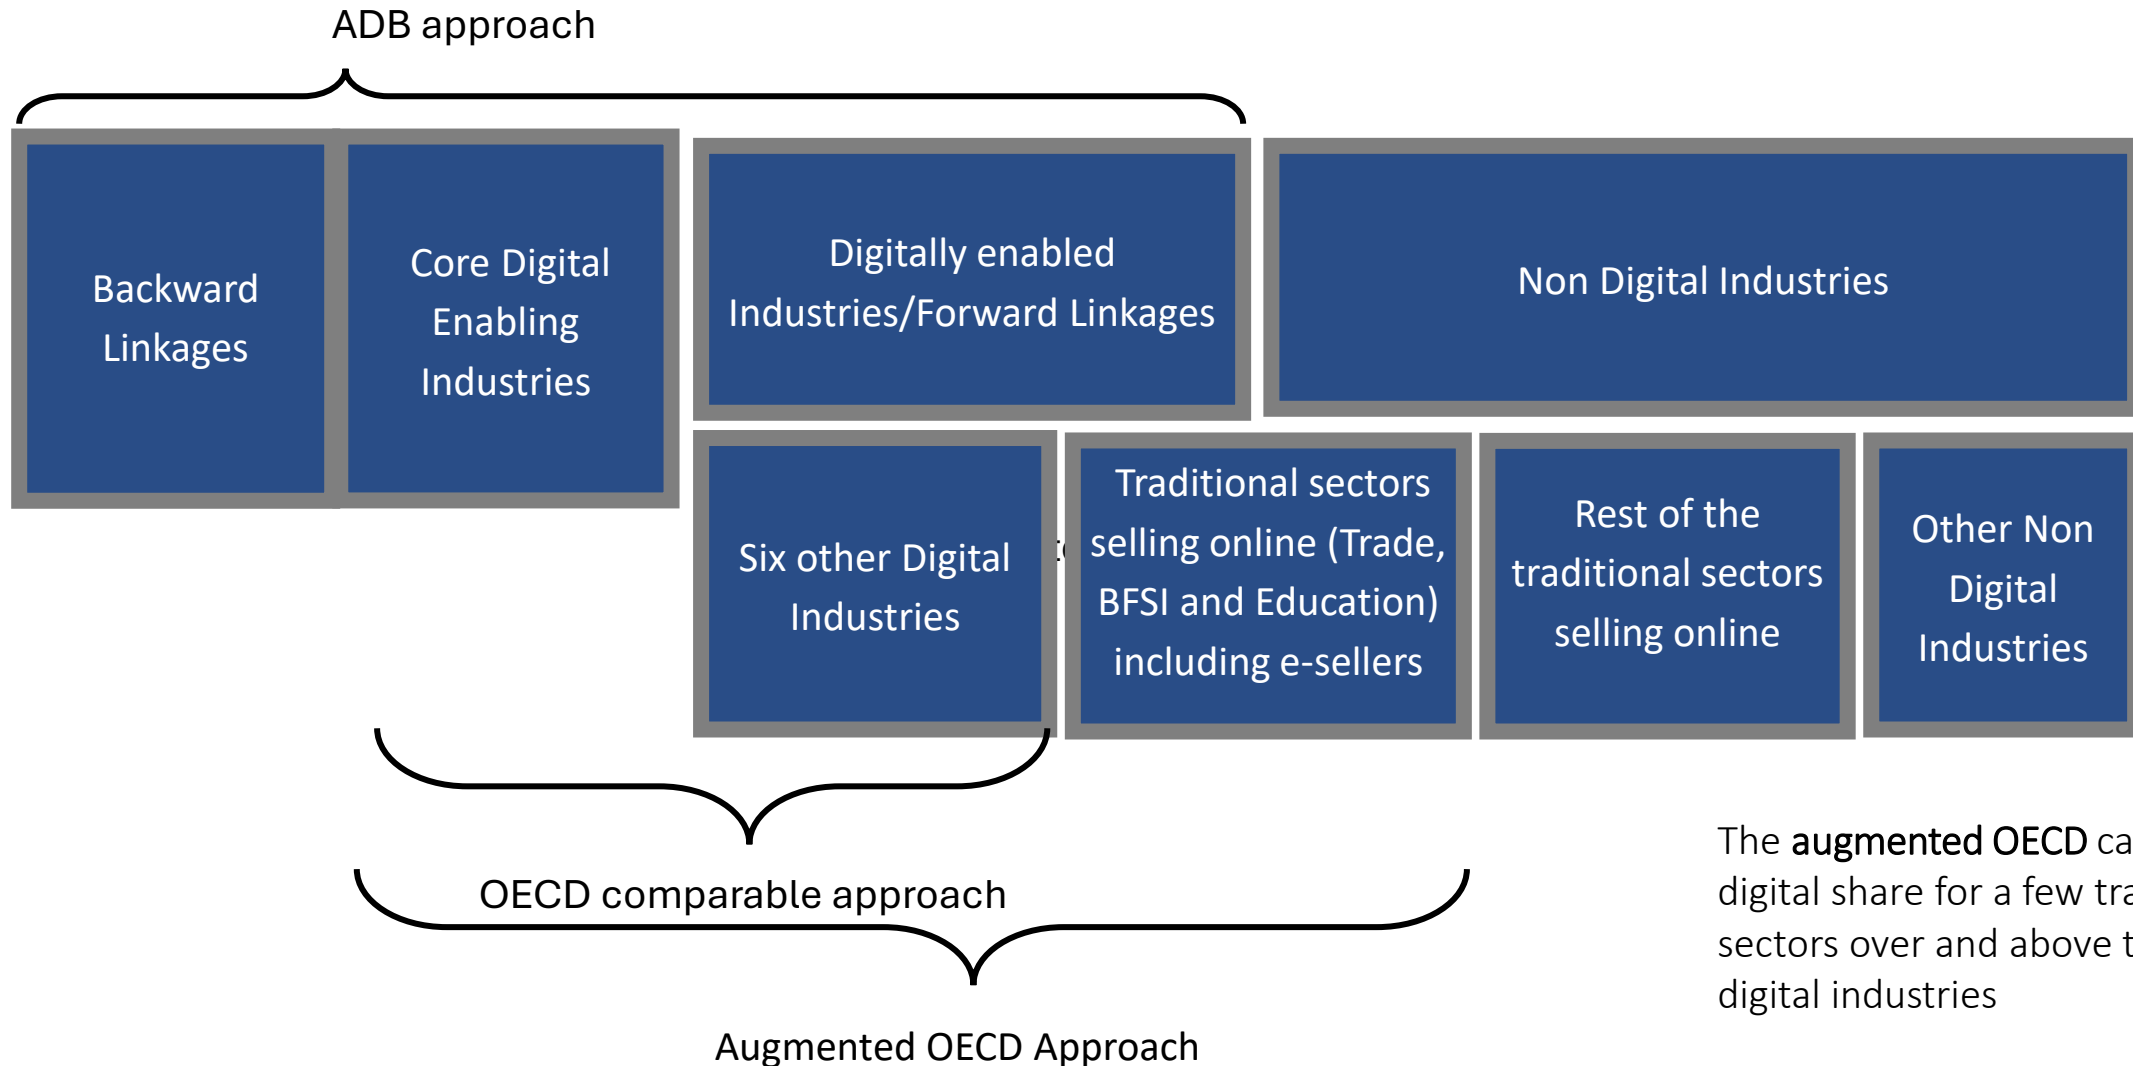 ADB approach
Backward
Linkages
Core Digital
Enabling
Industries
Digitally enabled
Industries/Forward Linkages
Non Digital Industries
Six other Digital
Industries
Traditional sectors
selling online (Trade,
BFSI and Education)
including e-sellers
Rest of the
traditional sectors
selling online
Other Non
Digital
Industries
OECD comparable approach
Augmented OECD Approach
The augmented OECD ca
digital share for a few tra
sectors over and above t
digital industries